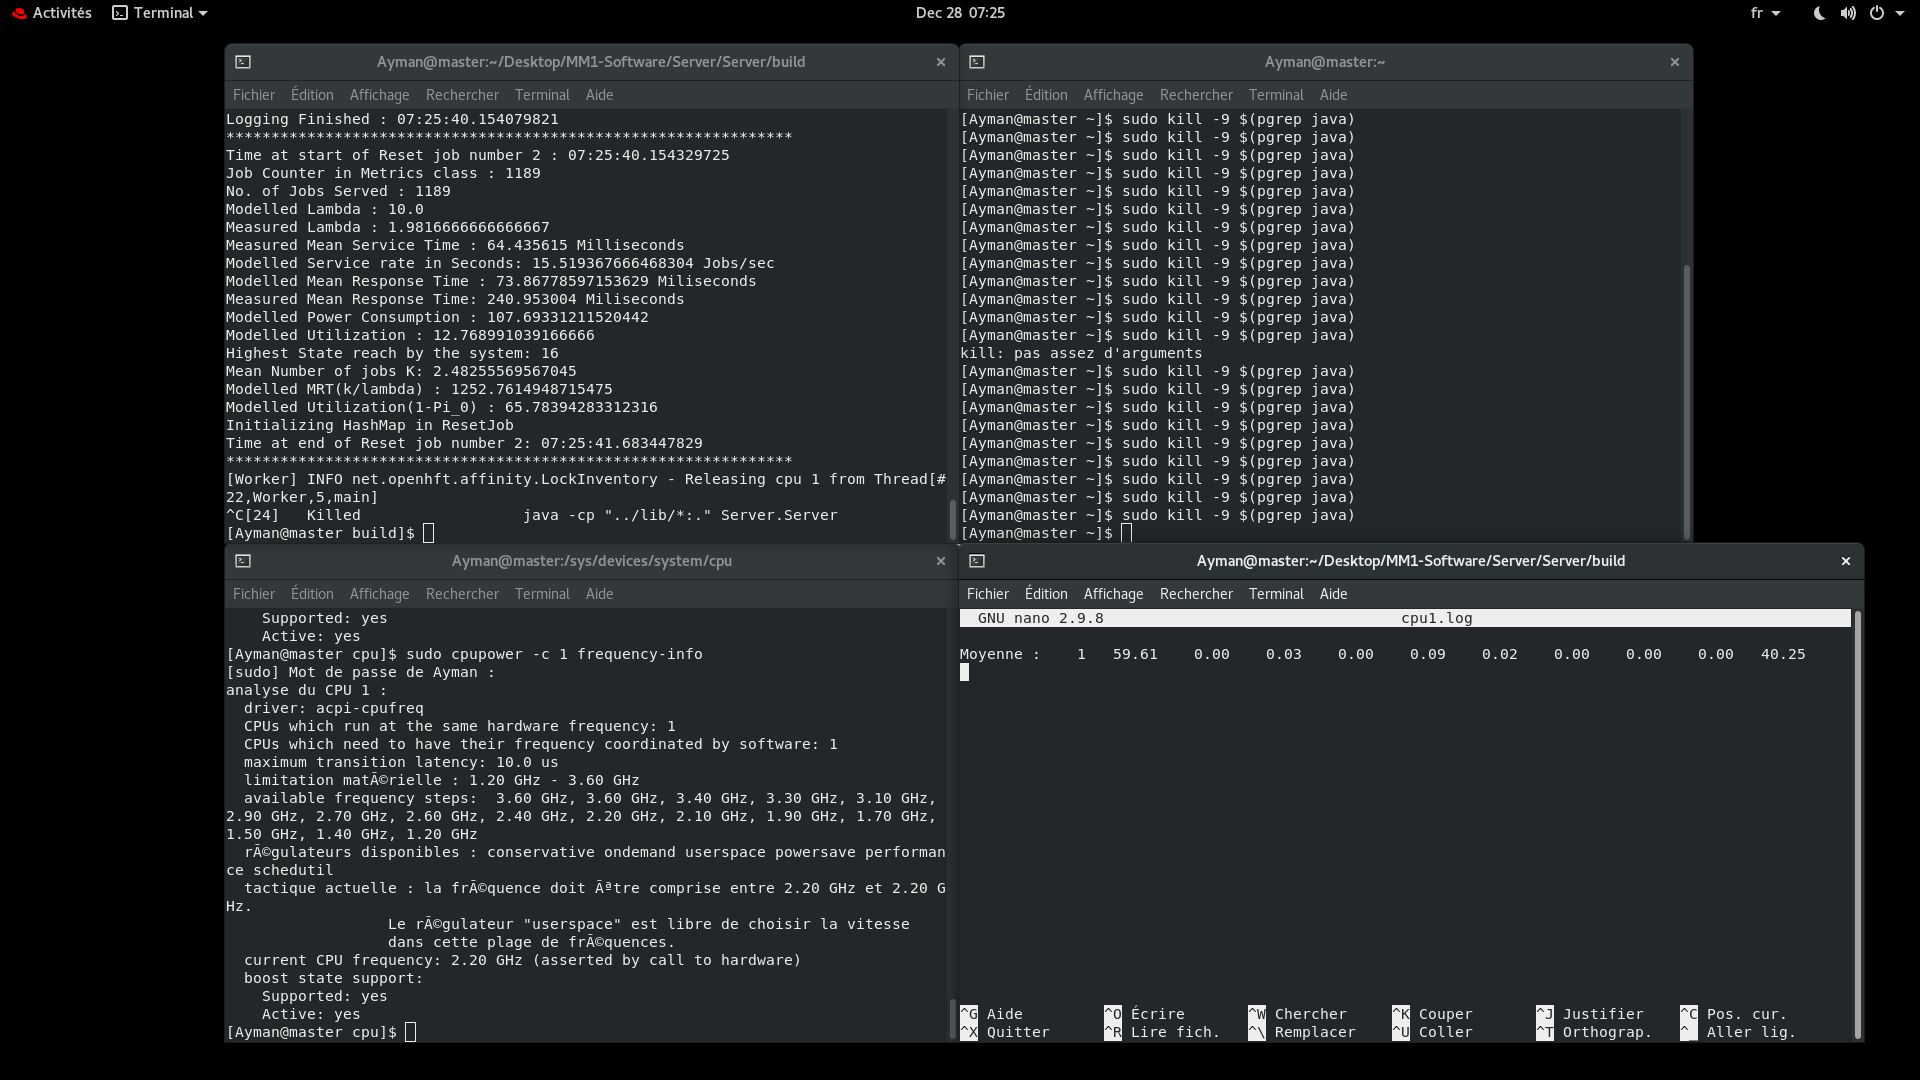 Activités Terminal Dec 28 07:25 fr
Ayman@master:~/Desktop/MM1-Software/Server/Server/build
Fichier Édition Affichage Rechercher Terminal Aide
Logging Finished : 07:25:40.154079821
***************************************************************
Time at start of Reset job number 2 : 07:25:40.154329725
Job Counter in Metrics class : 1189
No. of Jobs Served : 1189
Modelled Lambda : 10.0
Measured Lambda : 1.9816666666666667
Measured Mean Service Time : 64.435615 Milliseconds
Modelled Service rate in Seconds: 15.519367666468304 Jobs/sec
Modelled Mean Response Time : 73.86778597153629 Miliseconds
Measured Mean Response Time: 240.953004 Miliseconds
Modelled Power Consumption : 107.69331211520442
Modelled Utilization : 12.768991039166666
Highest State reach by the system: 16
Mean Number of jobs K: 2.48255569567045
Modelled MRT(k/lambda) : 1252.7614948715475
Modelled Utilization(1-Pi_0) : 65.78394283312316
Initializing HashMap in ResetJob
Time at end of Reset job number 2: 07:25:41.683447829
***************************************************************
[Worker] INFO net.openhft.affinity.LockInventory - Releasing cpu 1 from Thread[#
22,Worker,5,main]
^C[24]   Killed                  java -cp "../lib/*:." Server.Server
[Ayman@master build]$
Ayman@master:~
Fichier Édition Affichage Rechercher Terminal Aide
[Ayman@master ~]$ sudo kill -9 $(pgrep java)
[Ayman@master ~]$ sudo kill -9 $(pgrep java)
[Ayman@master ~]$ sudo kill -9 $(pgrep java)
[Ayman@master ~]$ sudo kill -9 $(pgrep java)
[Ayman@master ~]$ sudo kill -9 $(pgrep java)
[Ayman@master ~]$ sudo kill -9 $(pgrep java)
[Ayman@master ~]$ sudo kill -9 $(pgrep java)
[Ayman@master ~]$ sudo kill -9 $(pgrep java)
[Ayman@master ~]$ sudo kill -9 $(pgrep java)
[Ayman@master ~]$ sudo kill -9 $(pgrep java)
[Ayman@master ~]$ sudo kill -9 $(pgrep java)
[Ayman@master ~]$ sudo kill -9 $(pgrep java)
[Ayman@master ~]$ sudo kill -9 $(pgrep java)
kill: pas assez d'arguments
[Ayman@master ~]$ sudo kill -9 $(pgrep java)
[Ayman@master ~]$ sudo kill -9 $(pgrep java)
[Ayman@master ~]$ sudo kill -9 $(pgrep java)
[Ayman@master ~]$ sudo kill -9 $(pgrep java)
[Ayman@master ~]$ sudo kill -9 $(pgrep java)
[Ayman@master ~]$ sudo kill -9 $(pgrep java)
[Ayman@master ~]$ sudo kill -9 $(pgrep java)
[Ayman@master ~]$ sudo kill -9 $(pgrep java)
[Ayman@master ~]$ sudo kill -9 $(pgrep java)
[Ayman@master ~]$
Ayman@master:/sys/devices/system/cpu
Fichier Édition Affichage Rechercher Terminal Aide
Supported: yes
Active: yes
[Ayman@master cpu]$ sudo cpupower -c 1 frequency-info
[sudo] Mot de passe de Ayman :
analyse du CPU 1 :
driver: acpi-cpufreq
CPUs which run at the same hardware frequency: 1
CPUs which need to have their frequency coordinated by software: 1
maximum transition latency: 10.0 us
limitation matÃ©rielle : 1.20 GHz - 3.60 GHz
available frequency steps:  3.60 GHz, 3.60 GHz, 3.40 GHz, 3.30 GHz, 3.10 GHz,
2.90 GHz, 2.70 GHz, 2.60 GHz, 2.40 GHz, 2.20 GHz, 2.10 GHz, 1.90 GHz, 1.70 GHz,
1.50 GHz, 1.40 GHz, 1.20 GHz
rÃ©gulateurs disponibles : conservative ondemand userspace powersave performan
ce schedutil
tactique actuelle : la frÃ©quence doit Ãªtre comprise entre 2.20 GHz et 2.20 G
Hz.
Le rÃ©gulateur "userspace" est libre de choisir la vitesse
dans cette plage de frÃ©quences.
current CPU frequency: 2.20 GHz (asserted by call to hardware)
boost state support:
Supported: yes
Active: yes
[Ayman@master cpu]$
Ayman@master:~/Desktop/MM1-Software/Server/Server/build
Fichier Édition Affichage Rechercher Terminal Aide
GNU nano 2.9.8 cpu1.log
Moyenne :    1   59.61    0.00    0.03    0.00    0.09    0.02    0.00    0.00    0.00   40.25
^G Aide ^O Écrire ^W Chercher ^K Couper ^J Justifier ^C Pos. cur.
^X Quitter ^R Lire fich. ^\ Remplacer ^U Coller ^T Orthograp. ^_ Aller lig.